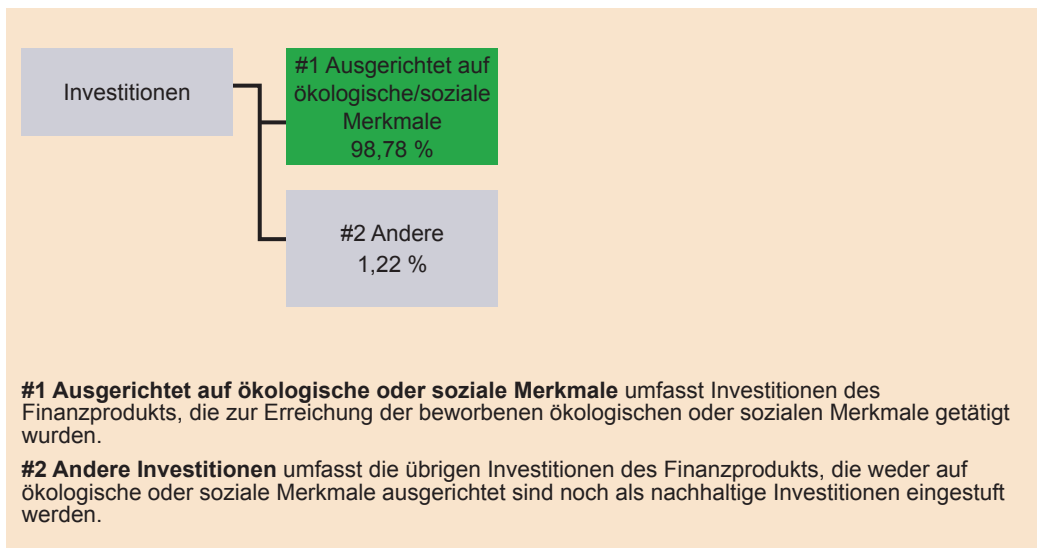 Investitionen
#1 Ausgerichtet auf
ökologische/soziale
Merkmale
98,78 %
#2 Andere
1,22 %
#1 Ausgerichtet auf ökologische oder soziale Merkmale umfasst Investitionen des
Finanzprodukts, die zur Erreichung der beworbenen ökologischen oder sozialen Merkmale getätigt
wurden.
#2 Andere Investitionen umfasst die übrigen Investitionen des Finanzprodukts, die weder auf
ökologische oder soziale Merkmale ausgerichtet sind noch als nachhaltige Investitionen eingestuft
werden.